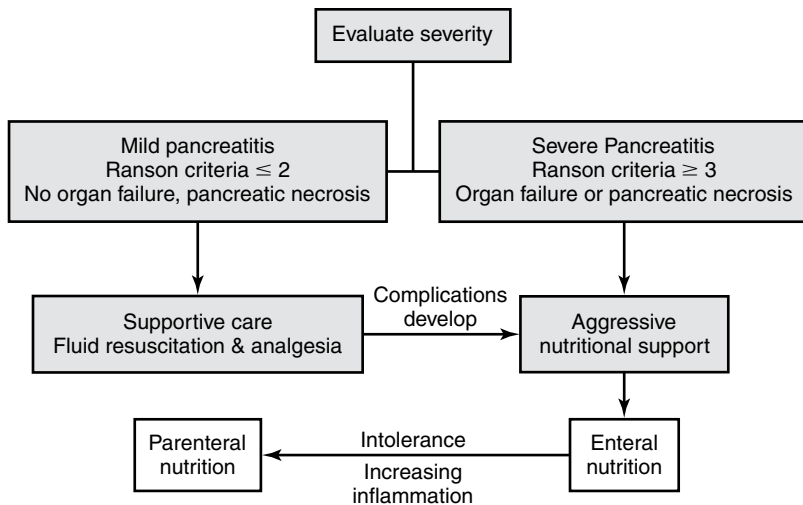 Evaluate severity
Mild pancreatitis
Ranson criteria ≤ 2
No organ failure, pancreatic necrosis
Severe Pancreatitis
Ranson criteria ≥ 3
Organ failure or pancreatic necrosis
Supportive care
Fluid resuscitation & analgesia
Complications
develop
Aggressive
nutritional support
Parenteral
nutrition
Intolerance
Increasing
inflammation
Enteral
nutrition